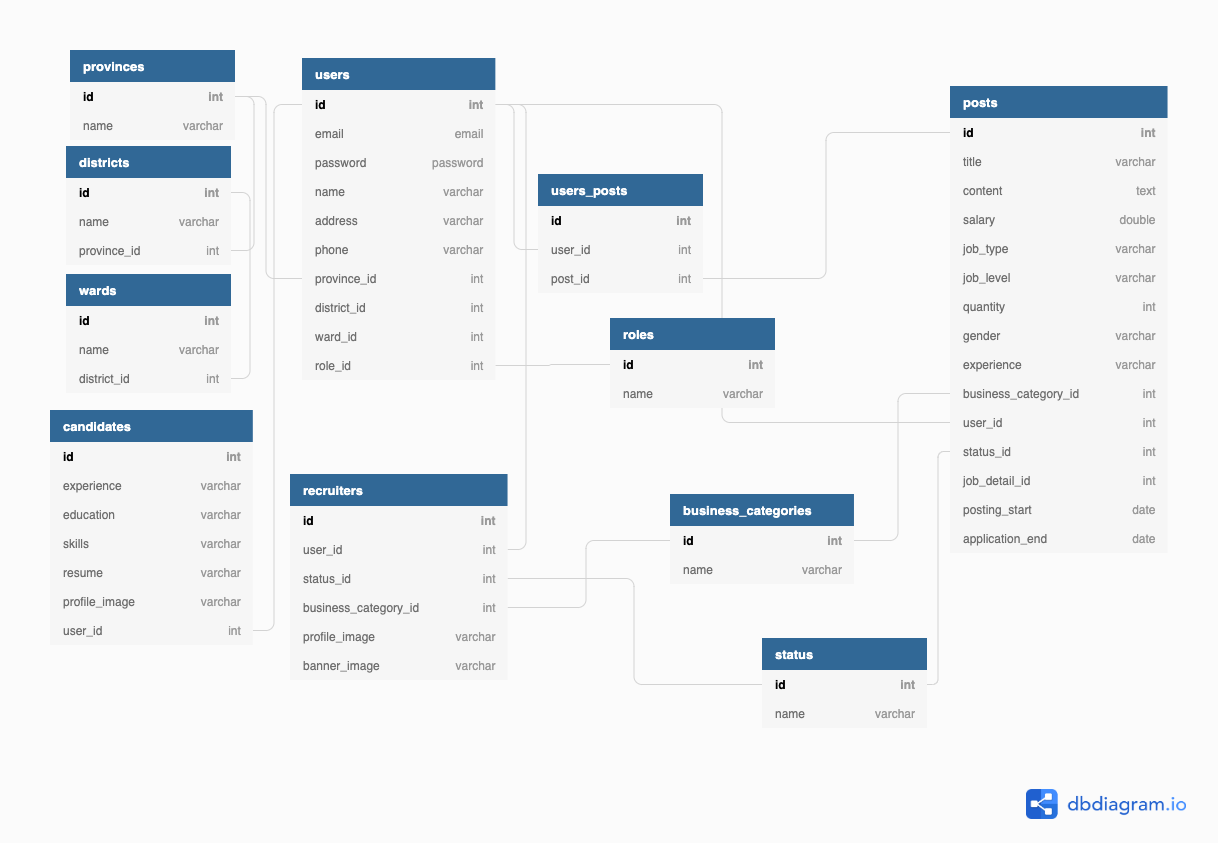 provinces
id int
name varchar
districts
id int
name varchar
province_id int
wards
id int
name varchar
district_id int
candidates
id int
experience varchar
education varchar
skills varchar
resume varchar
profile_image varchar
user_id int
users
id int
email email
password password
name varchar
address varchar
phone varchar
province_id int
district_id int
ward_id int
role_id int
recruiters
id int
user_id int
status_id int
business_category_id int
profile_image varchar
banner_image varchar
users_posts
id int
user_id int
post_id int
roles
id int
name varchar
business_categories
id int
name varchar
status
id int
name varchar
posts
id int
title varchar
content text
salary double
job_type varchar
job_level varchar
quantity int
gender varchar
experience varchar
business_category_id int
user_id int
status_id int
job_detail_id int
posting_start date
application_end date
dbdiagram.io